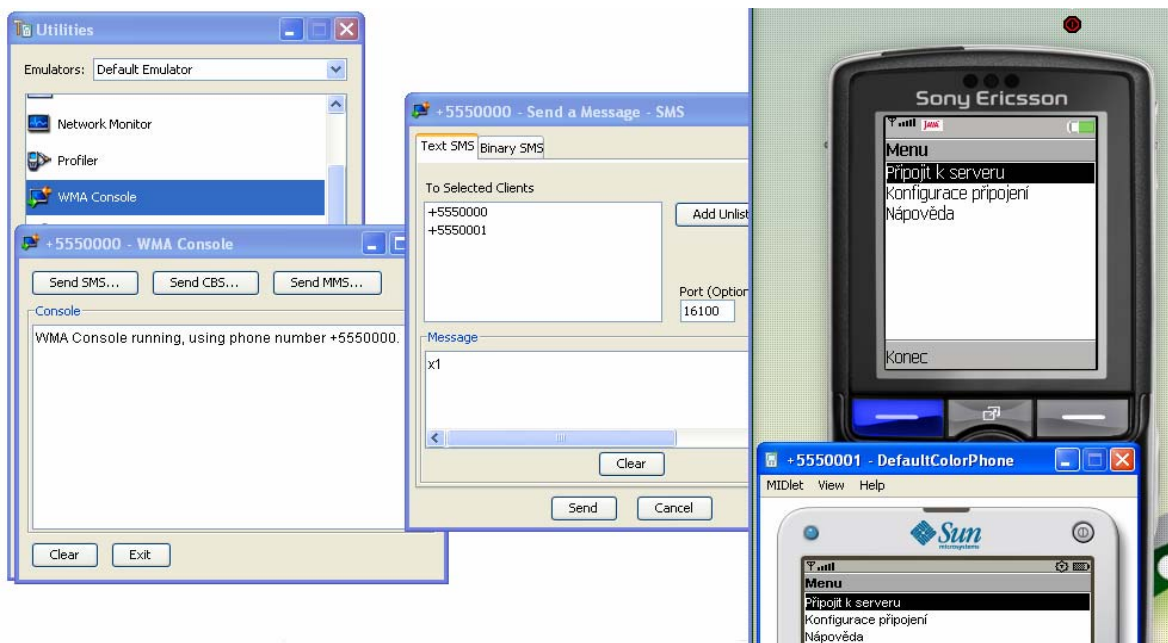 Utilities
Emulators: Default Emulator
Network Monitor
Profiler
WMA Console
+5550000 - WMA Console
Send SMS... Send CBS... Send MMS...
Console
WMA Console running, using phone number +5550000.
Clear Exit
+5550000 - Send a Message - SMS
Text SMS Binary SMS
To Selected Clients
+5550000
+5550001
Add Unlist
Port (Option
16100
Message
x1
Clear
Send Cancel
Sony Ericsson
Java
Menu
Připojit k serveru
Konfigurace připojení
Nápověda
Konec
+5550001 - DefaultColorPhone
MIDlet View Help
Sun
microsystems
Menu
Připojit k serveru
Konfigurace připojení
Nápověda